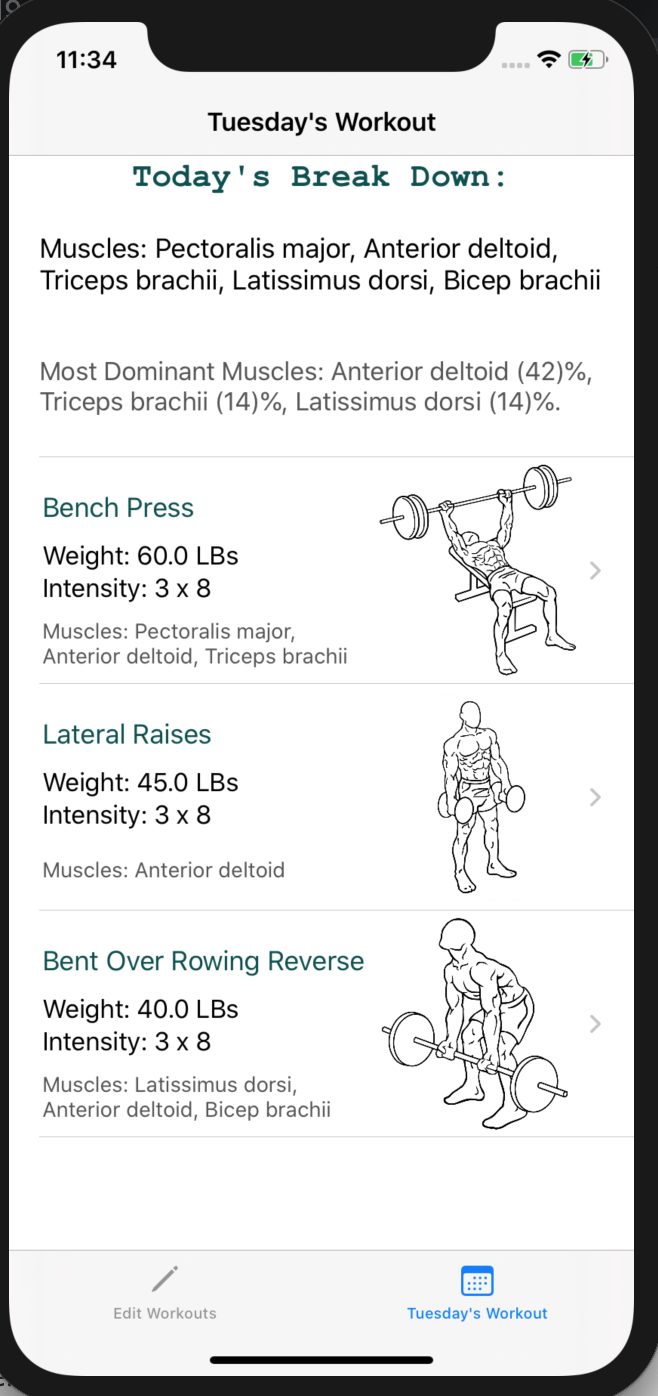 11:34
Tuesday's Workout
Today's Break Down:
Muscles: Pectoralis major, Anterior deltoid,
Triceps brachii, Latissimus dorsi, Bicep brachii
Most Dominant Muscles: Anterior deltoid (42)%,
Triceps brachii (14)%, Latissimus dorsi (14)%.
Bench Press
Weight: 60.0 LBs
Intensity: 3 x 8
Muscles: Pectoralis major,
Anterior deltoid, Triceps brachii
Lateral Raises
Weight: 45.0 LBs
Intensity: 3 x 8
Muscles: Anterior deltoid
Bent Over Rowing Reverse
Weight: 40.0 LBs
Intensity: 3 x 8
Muscles: Latissimus dorsi,
Anterior deltoid, Bicep brachii
Edit Workouts
Tuesday's Workout